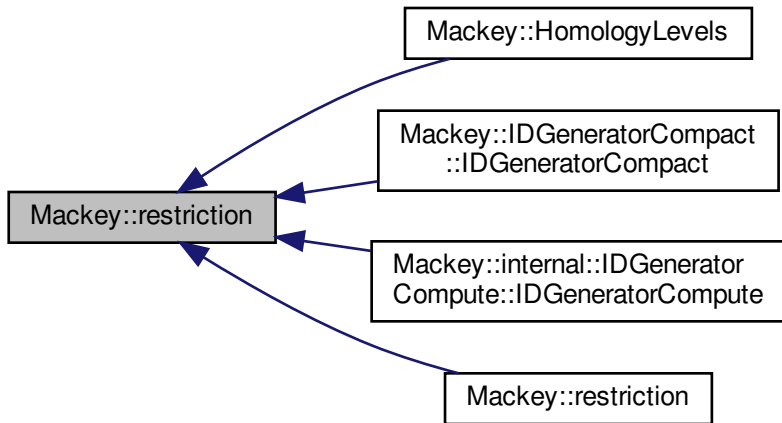 Mackey::HomologyLevels
Mackey::IDGeneratorCompact
::IDGeneratorCompact
Mackey::restriction
Mackey::internal::IDGenerator
Compute::IDGeneratorCompute
Mackey::restriction